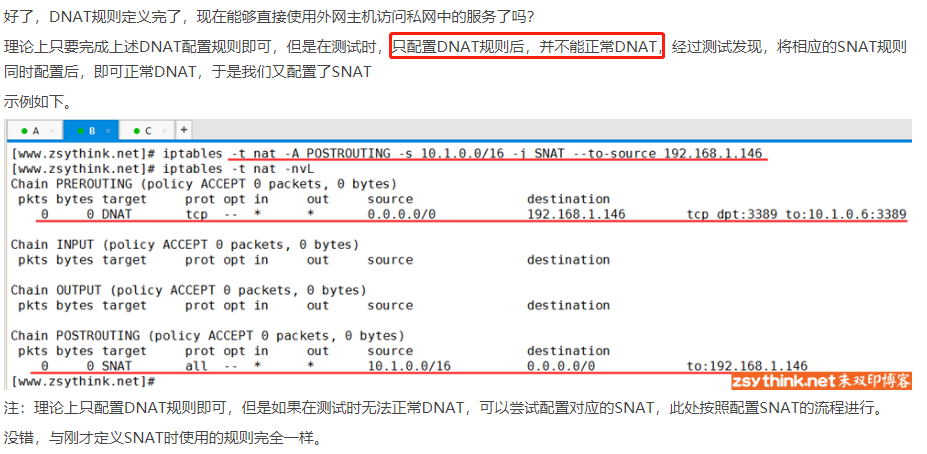 好了，DNAT规则定义完了，现在能够直接使用外网主机访问私网中的服务了吗？
理论上只要完成上述DNAT配置规则即可，但是在测试时，只配置DNAT规则后，并不能正常DNAT，经过测试发现，将相应的SNAT规则
同时配置后，即可正常DNAT，于是我们又配置了SNAT
示例如下。
A × B × C × +
[www.zsythink.net]# iptables -t nat -A POSTROUTING -s 10.1.0.0/16 -j SNAT --to-source 192.168.1.146
[www.zsythink.net]# iptables -t nat -nvL
Chain PREROUTING (policy ACCEPT 0 packets, 0 bytes)
pkts bytes target prot opt in out source destination
0 0 DNAT tcp -- * * 0.0.0.0/0 192.168.1.146 tcp dpt:3389 to:10.1.0.6:3389
Chain INPUT (policy ACCEPT 0 packets, 0 bytes)
pkts bytes target prot opt in out source destination
Chain OUTPUT (policy ACCEPT 0 packets, 0 bytes)
pkts bytes target prot opt in out source destination
Chain POSTROUTING (policy ACCEPT 0 packets, 0 bytes)
pkts bytes target prot opt in out source destination
0 0 SNAT all -- * * 10.1.0.0/16 0.0.0.0/0 to:192.168.1.146
[www.zsythink.net]#
zsythink.net朱双印博客
注：理论上只配置DNAT规则即可，但是如果在测试时无法正常DNAT，可以尝试配置对应的SNAT，此处按照配置SNAT的流程进行。
没错，与刚才定义SNAT时使用的规则完全一样。